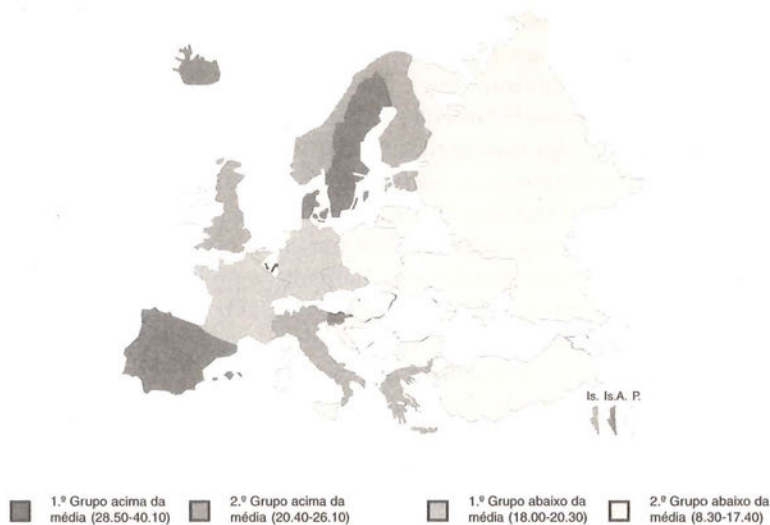 Is. Is.A. P.
1.º Grupo acima da
média (28.50-40.10)
2.º Grupo acima da
média (20.40-26.10)
1.º Grupo abaixo da
média (18.00-20.30)
2.º Grupo abaixo da
média (8.30-17.40)